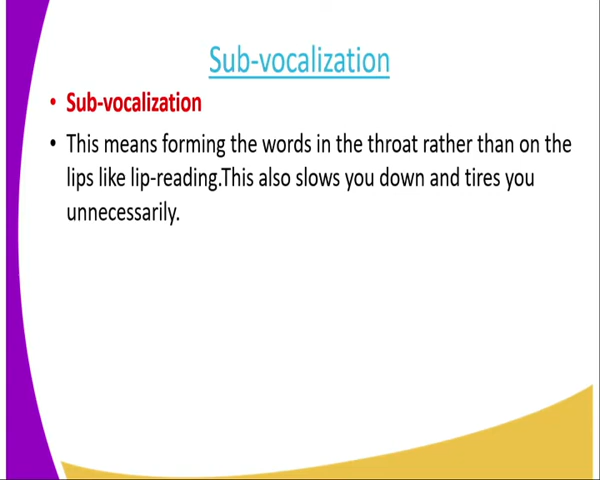 Sub-vocalization
• Sub-vocalization
• This means forming the words in the throat rather than on the
lips like lip-reading.This also slows you down and tires you
unnecessarily.